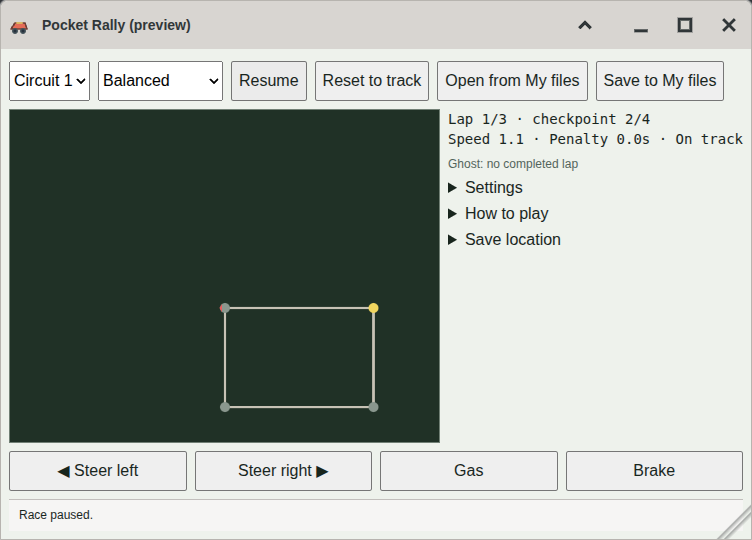 Pocket Rally (preview)
Circuit 1 Balanced Resume Reset to track Open from My files Save to My files
Lap 1/3 · checkpoint 2/4
Speed 1.1 · Penalty 0.0s · On track
Ghost: no completed lap
▶ Settings
▶ How to play
▶ Save location
◀ Steer left Steer right ▶ Gas Brake
Race paused.